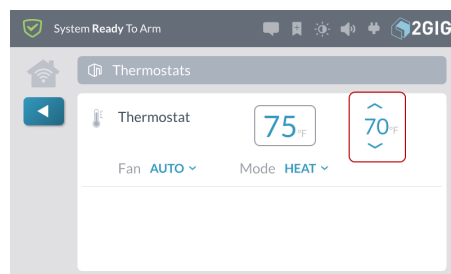 System Ready To Arm
2GIG
Thermostats
Thermostat 75°F 70°F
Fan AUTO Mode HEAT